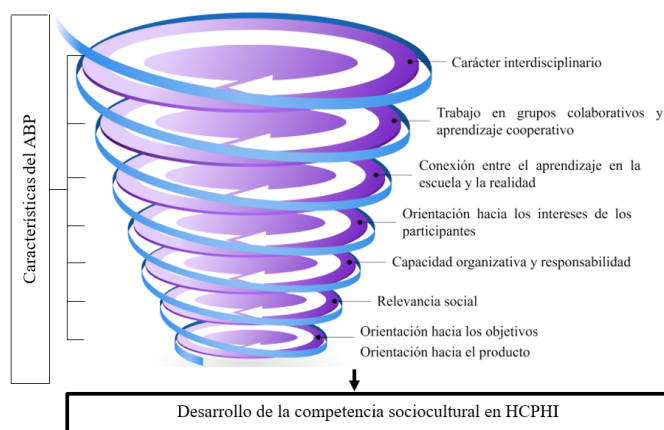 Características del ABP
Carácter interdisciplinario
Trabajo en grupos colaborativos y
aprendizaje cooperativo
Conexión entre el aprendizaje en la
escuela y la realidad
Orientación hacia los intereses de los
participantes
Capacidad organizativa y responsabilidad
Relevancia social
Orientación hacia los objetivos
Orientación hacia el producto
Desarrollo de la competencia sociocultural en HCPHI